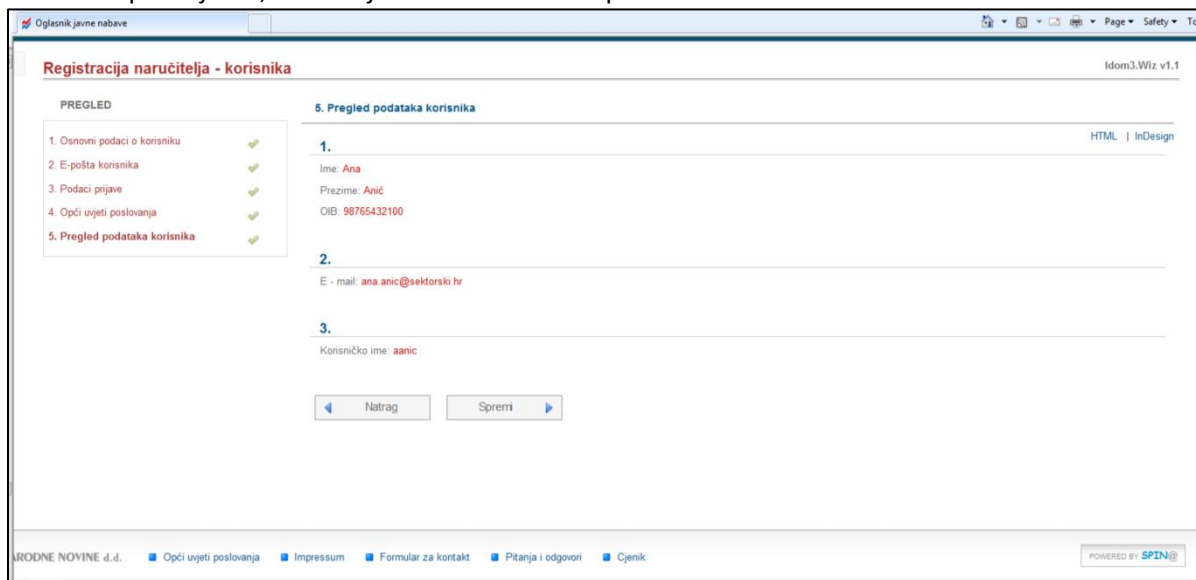 Oglasnik javne nabave
Page Safety
Registracija naručitelja - korisnika
Idom3.Wiz v1.1
PREGLED
1. Osnovni podaci o korisniku
2. E-pošta korisnika
3. Podaci prijave
4. Opći uvjeti poslovanja
5. Pregled podataka korisnika
5. Pregled podataka korisnika
HTML | InDesign
1.
Ime: Ana
Prezime: Anić
OIB: 98765432100
2.
E - mail: ana.anic@sektorski.hr
3.
Korisničko ime: aanic
Natrag Spremi
RODNE NOVINE d.d. Opći uvjeti poslovanja Impressum Formular za kontakt Pitanja i odgovori Cjenik
POWERED BY SPIN@